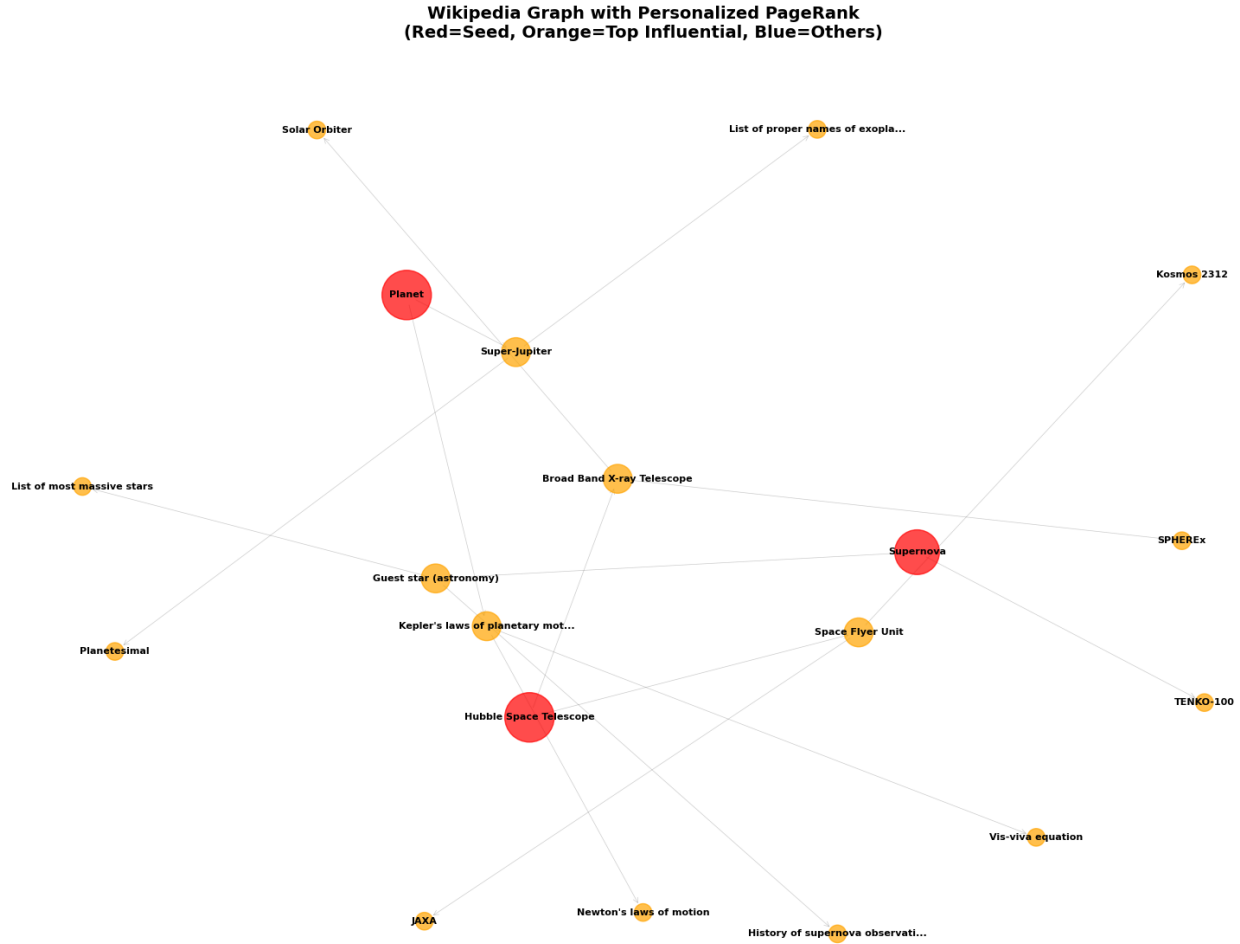 Wikipedia Graph with Personalized PageRank
(Red=Seed, Orange=Top Influential, Blue=Others)
Solar Orbiter
List of proper names of exopla...
Kosmos 2312
Planet
Super-Jupiter
Broad Band X-ray Telescope
List of most massive stars
SPHEREx
Supernova
Guest star (astronomy)
Kepler's laws of planetary mot...
Space Flyer Unit
Planetesimal
TENKO-100
Hubble Space Telescope
Vis-viva equation
Newton's laws of motion
JAXA
History of supernova observati...